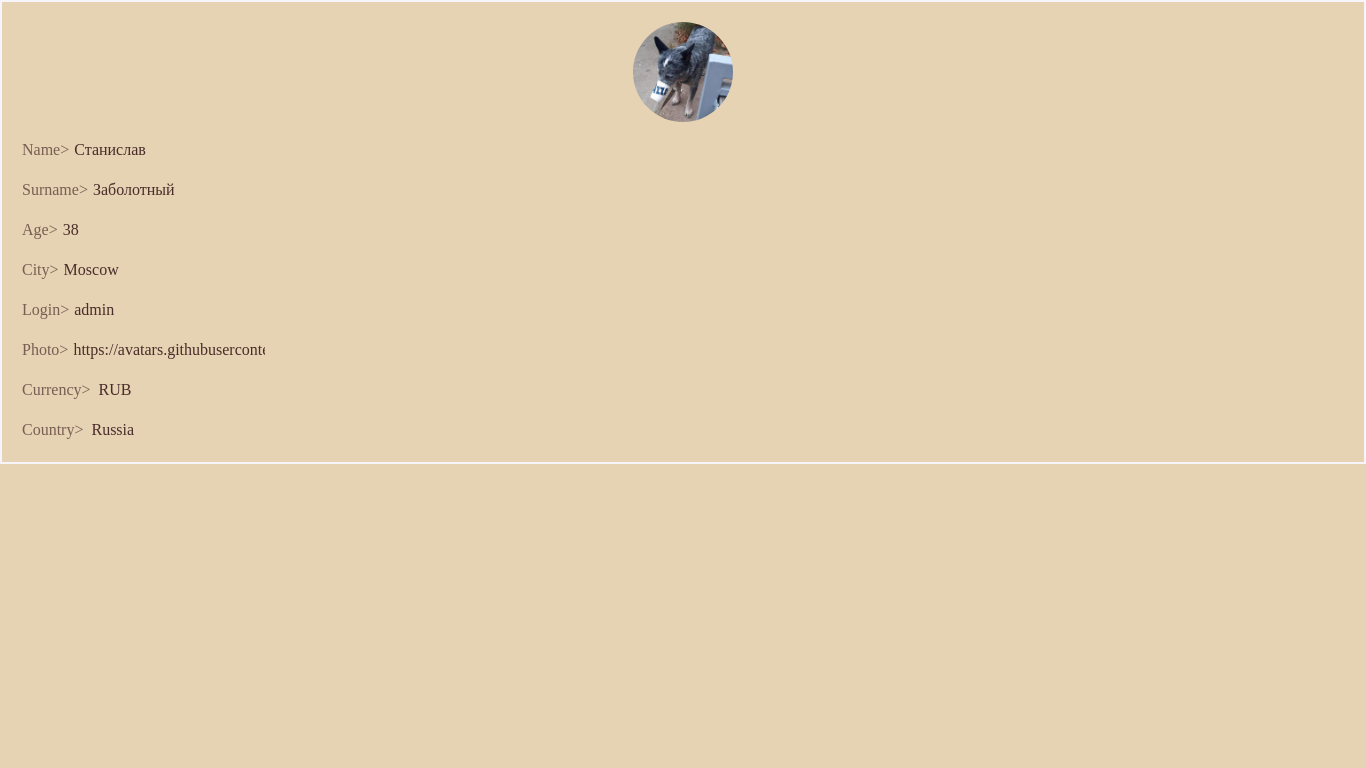 Name> Станислав
Surname> Заболотный
Age> 38
City> Moscow
Login> admin
Photo> https://avatars.githubuserconte
Currency> RUB
Country> Russia